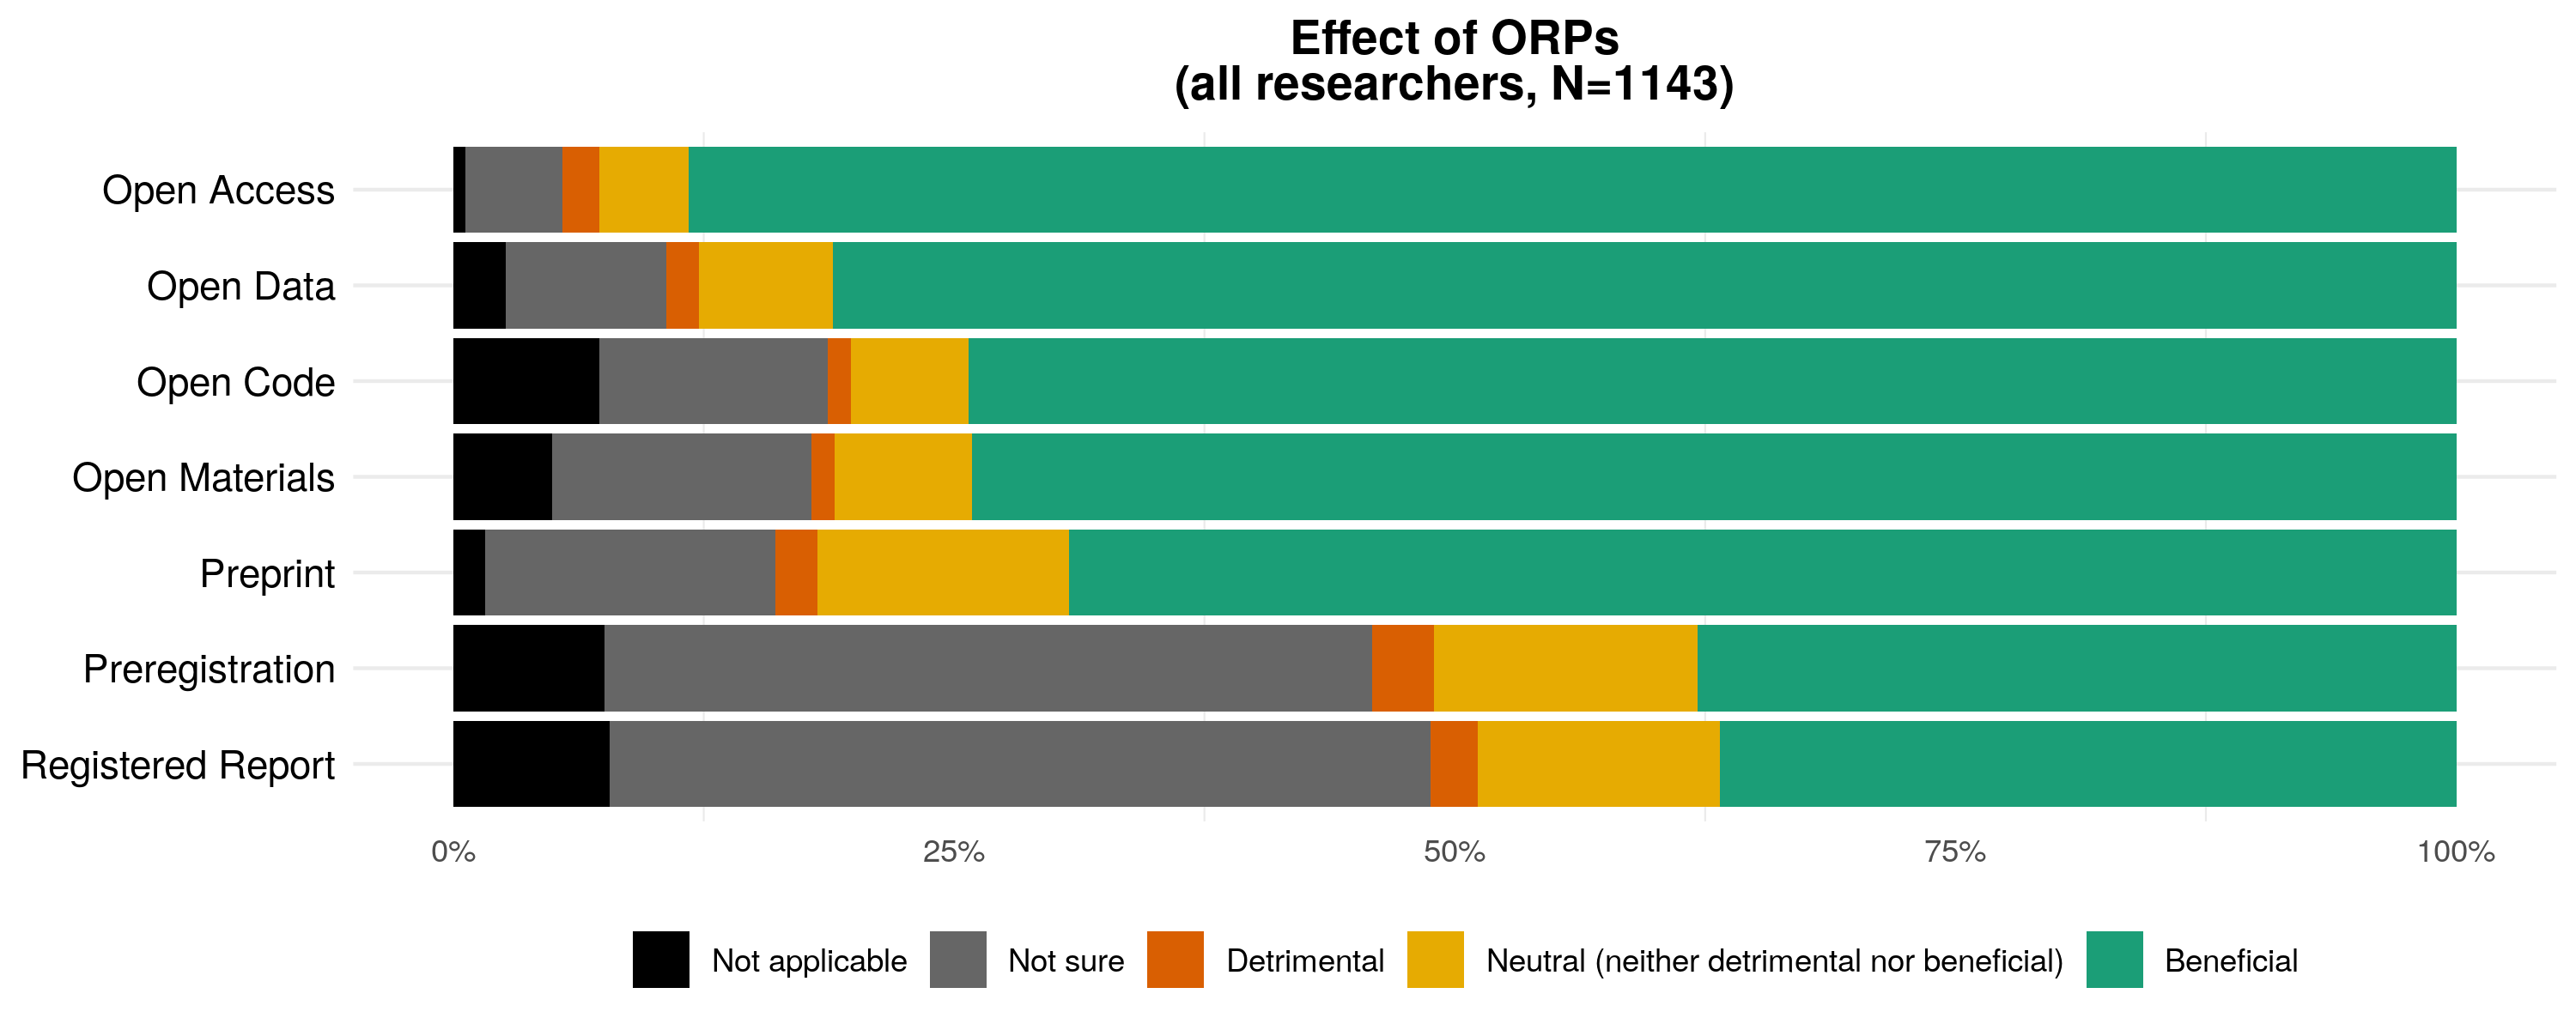 Effect of ORPs
(all researchers, N=1143)
Open Access
Open Data
Open Code
Open Materials
Preprint
Preregistration
Registered Report
0% 25% 50% 75% 100%
Not applicable Not sure Detrimental Neutral (neither detrimental nor beneficial) Beneficial